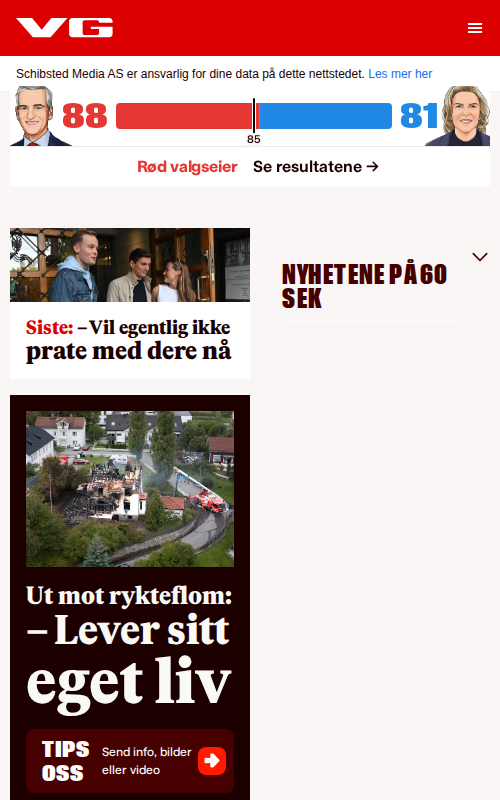 VG
Schibsted Media AS er ansvarlig for dine data på dette nettstedet. Les mer her
88
81
85
Rød valgseier Se resultatene →
Siste: – Vil egentlig ikke
prate med dere nå
NYHETENE PÅ 60
SEK
Ut mot rykteflom:
– Lever sitt
eget liv
TIPS
OSS
Send info, bilder
eller video